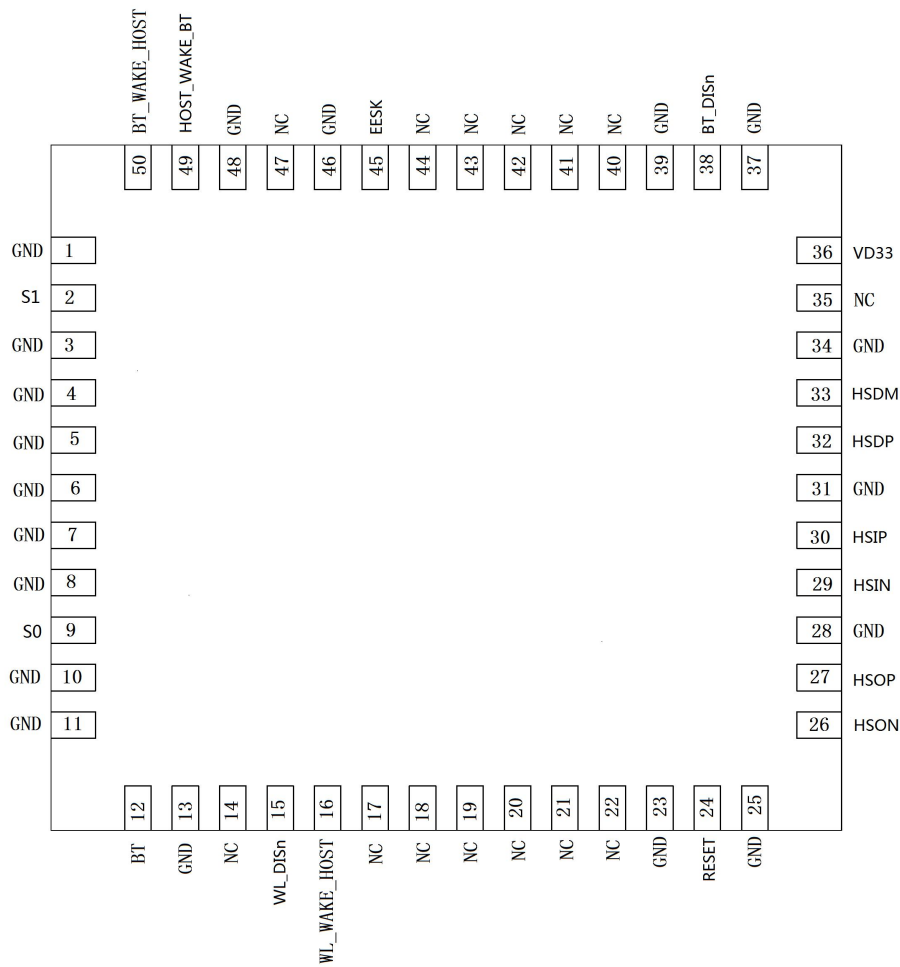 BT_WAKE_HOST
HOST_WAKE_BT
GND
NC
GND
EESK
NC
NC
NC
NC
NC
GND
BT_DISn
GND
50
49
48
47
46
45
44
43
42
41
40
39
38
37
GND 1
S1 2
GND 3
GND 4
GND 5
GND 6
GND 7
GND 8
S0 9
GND 10
GND 11
36 VD33
35 NC
34 GND
33 HSDM
32 HSDP
31 GND
30 HSIP
29 HSIN
28 GND
27 HSOP
26 HSON
12
13
14
15
16
17
18
19
20
21
22
23
24
25
BT
GND
NC
WL_DISn
WL_WAKE_HOST
NC
NC
NC
NC
NC
NC
GND
RESET
GND